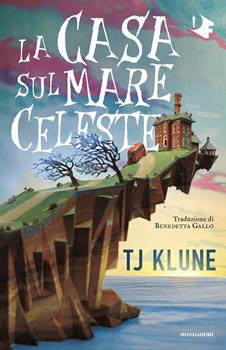 LA CASA
SUL MARE
CELESTE
Traduzione di
BENEDETTA GALLO
TJ KLUNE
MONDADORI